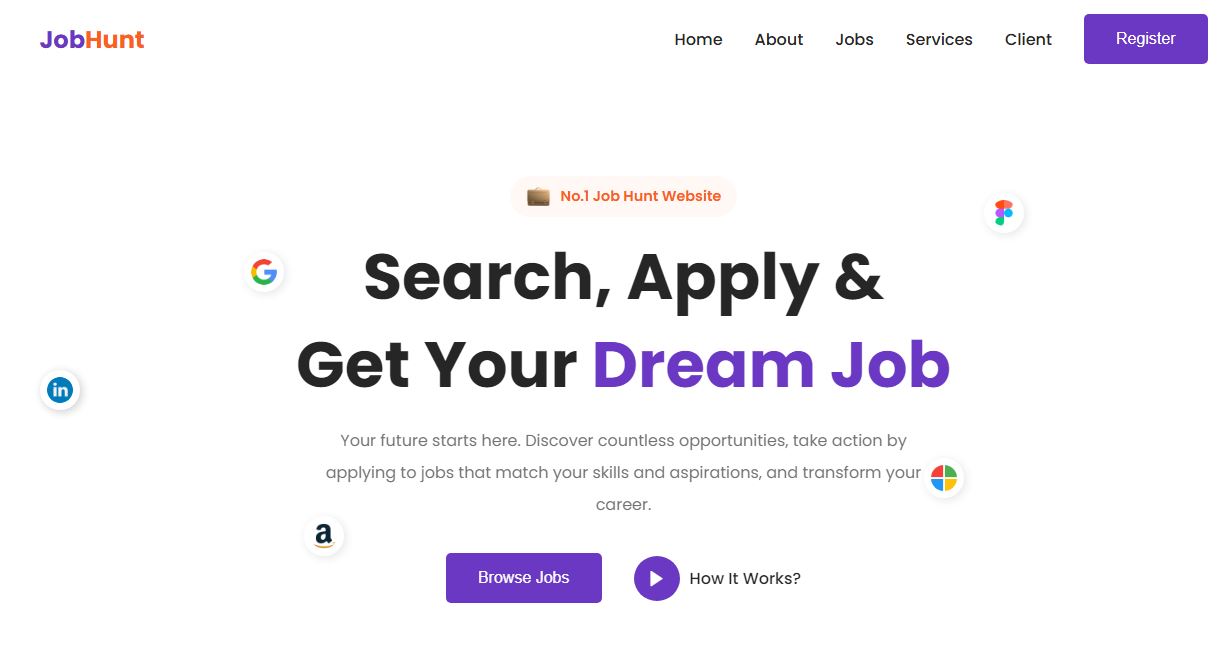 JobHunt
Home About Jobs Services Client Register
No.1 Job Hunt Website
Search, Apply &
Get Your Dream Job
in
Your future starts here. Discover countless opportunities, take action by
applying to jobs that match your skills and aspirations, and transform your
career.
a
Browse Jobs How It Works?